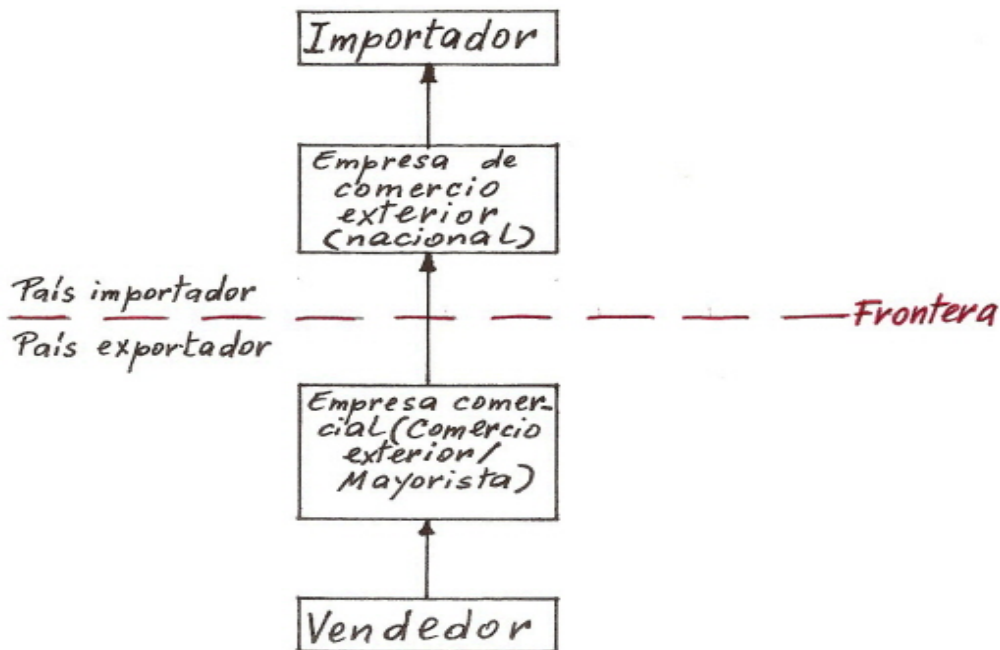 Importador
Empresa de
comercio
exterior
(nacional)
País importador
Frontera
País exportador
Empresa comer-
cial (Comercio
exterior/
Mayorista)
Vendedor